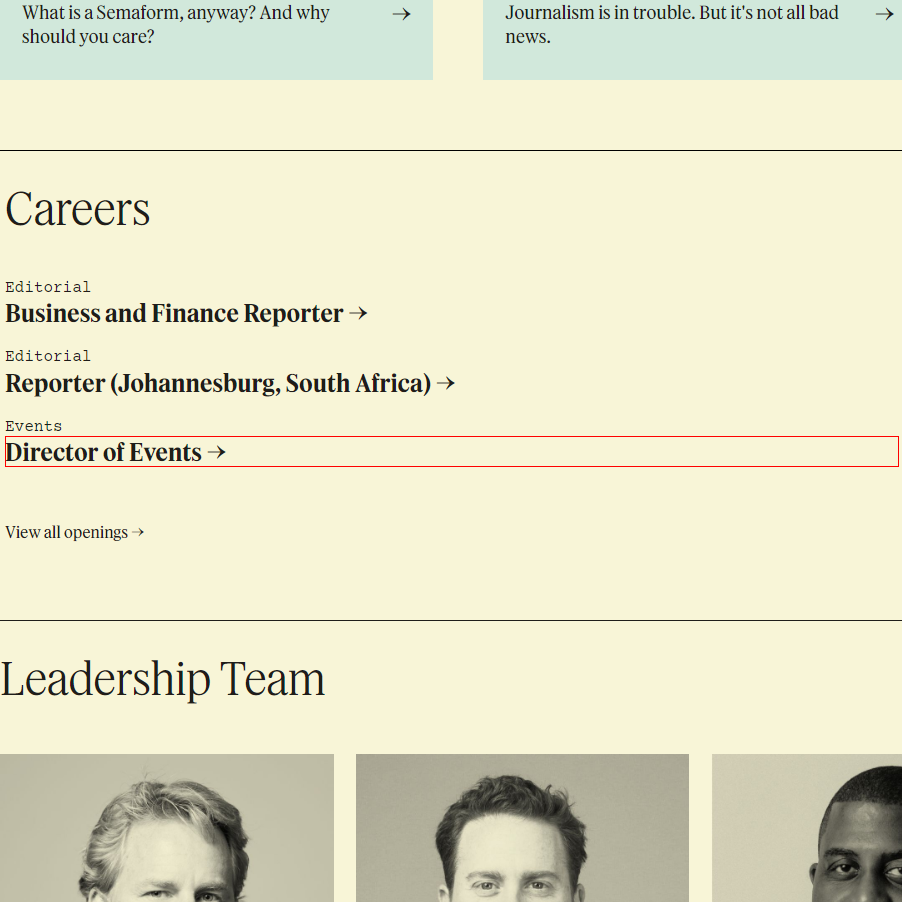 What is a Semaform, anyway? And why →
should you care?
Journalism is in trouble. But it's not all bad →
news.
Careers
Editorial
Business and Finance Reporter →
Editorial
Reporter (Johannesburg, South Africa) →
Events
Director of Events →
View all openings →
Leadership Team